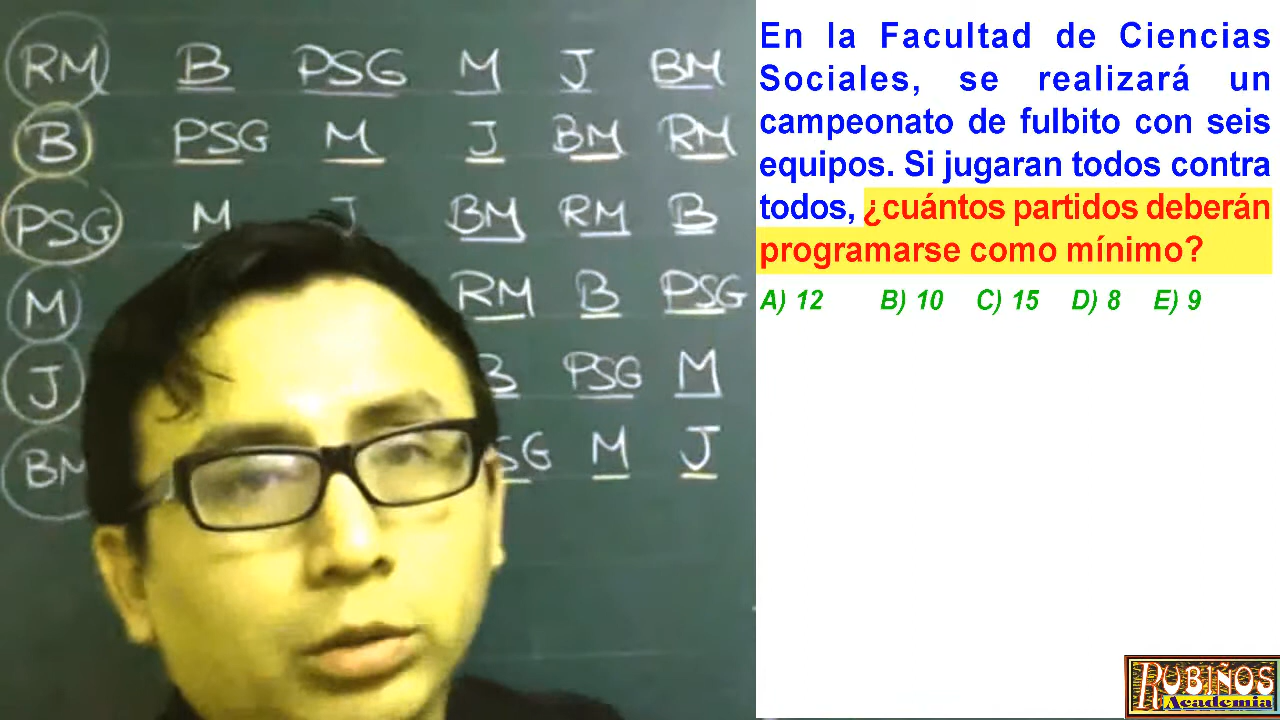 RM B PSG M J BM
B PSG M J BM RM
PSG M J BM RM B
M RM B PSG
J B PSG M
BM PSG M J
En la Facultad de Ciencias
Sociales, se realizará un
campeonato de fulbito con seis
equipos. Si jugaran todos contra
todos, ¿cuántos partidos deberán
programarse como mínimo?
A) 12 B) 10 C) 15 D) 8 E) 9
RUBIÑOS
Academia